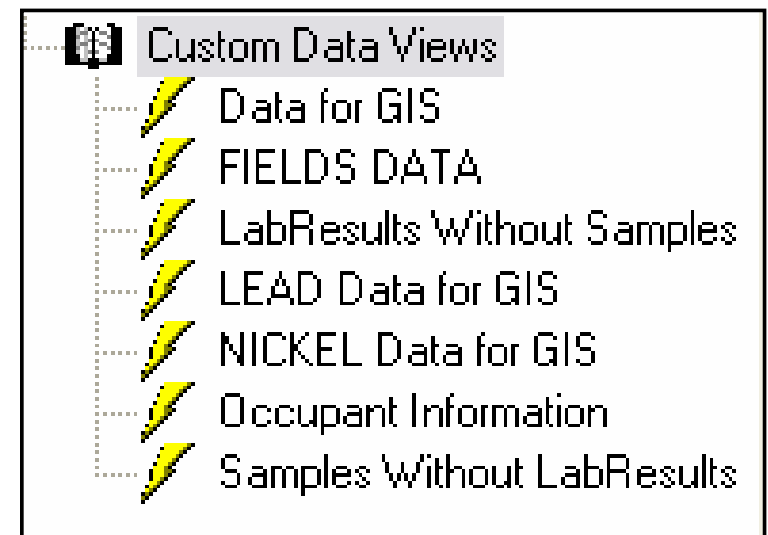 Custom Data Views
Data for GIS
FIELDS DATA
LabResults Without Samples
LEAD Data for GIS
NICKEL Data for GIS
Occupant Information
Samples Without LabResults